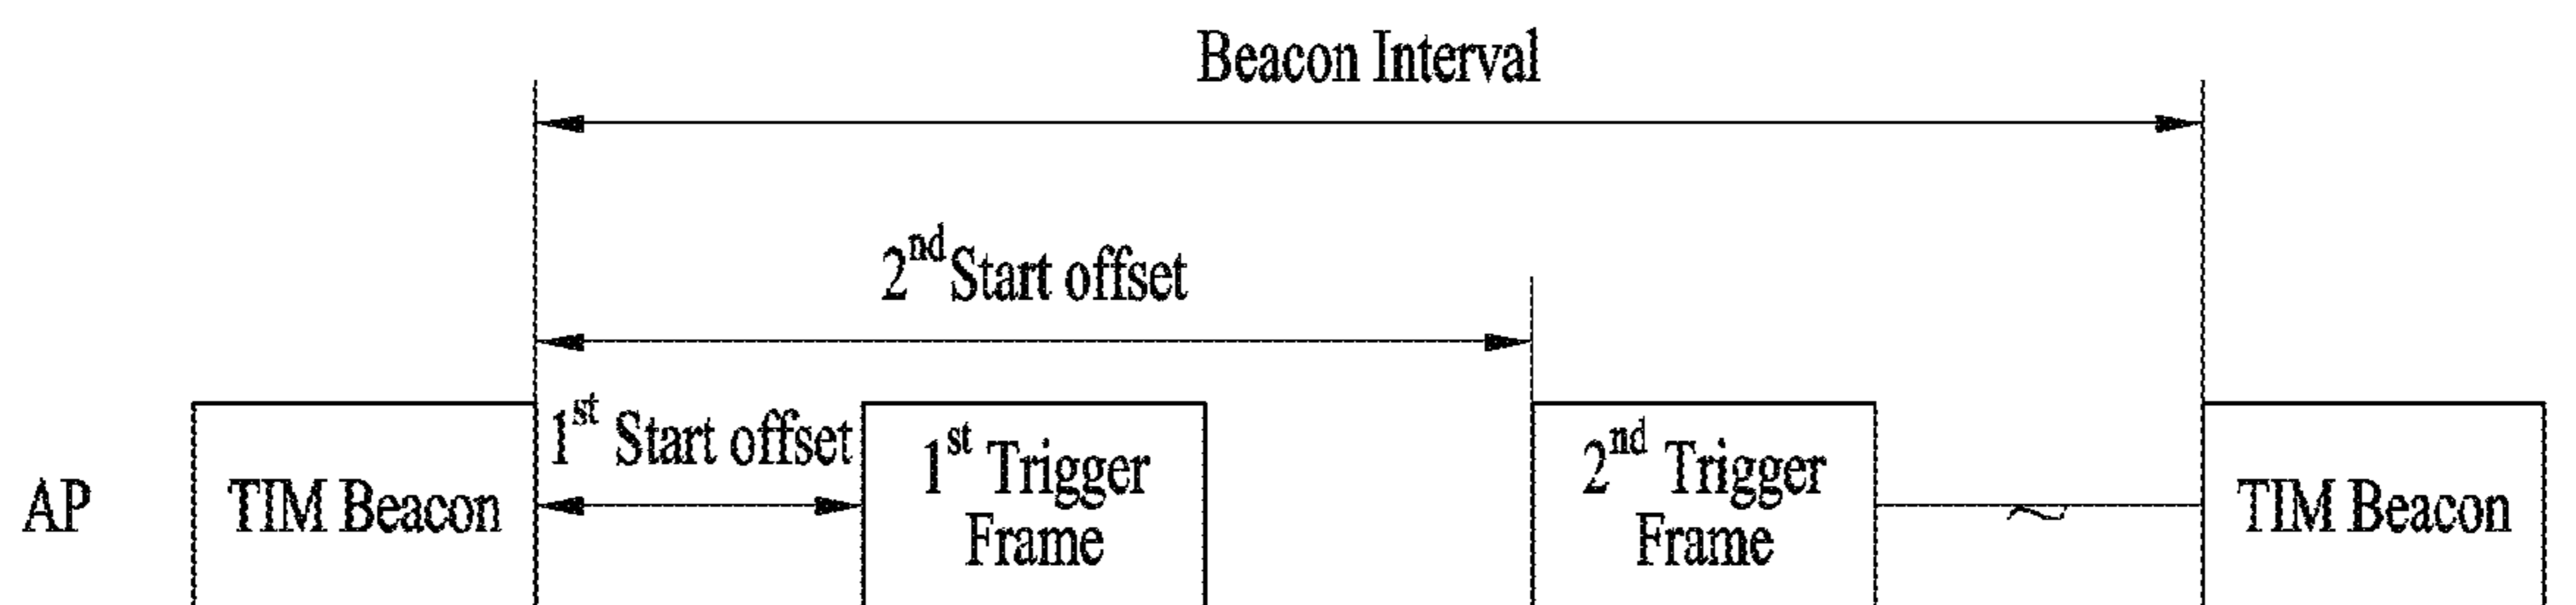 Beacon Interval
2nd Start offset
1st Start offset
1st Trigger
Frame
2nd Trigger
Frame
AP
TIM Beacon
TIM Beacon